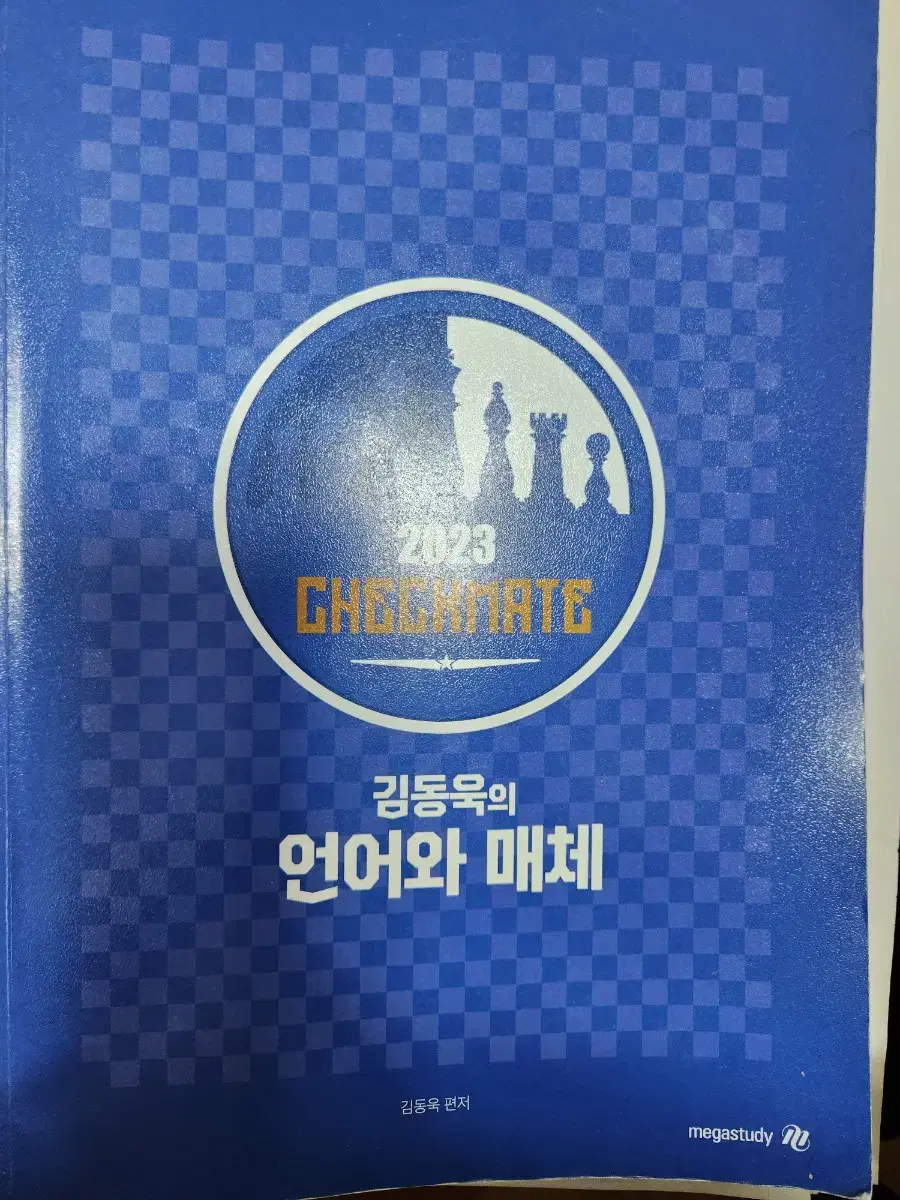 2023
CHECKMATE
김동욱의
언어와 매체
김동욱 편저
megastudy